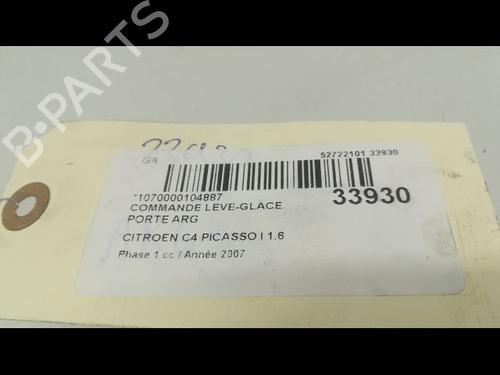 B-PARTS
G4
52722101 33930
*1070000104887
33930
COMMANDE LEVE-GLACE
PORTE ARG
CITROEN C4 PICASSO I 1.6
Phase 1 cc / Année 2007